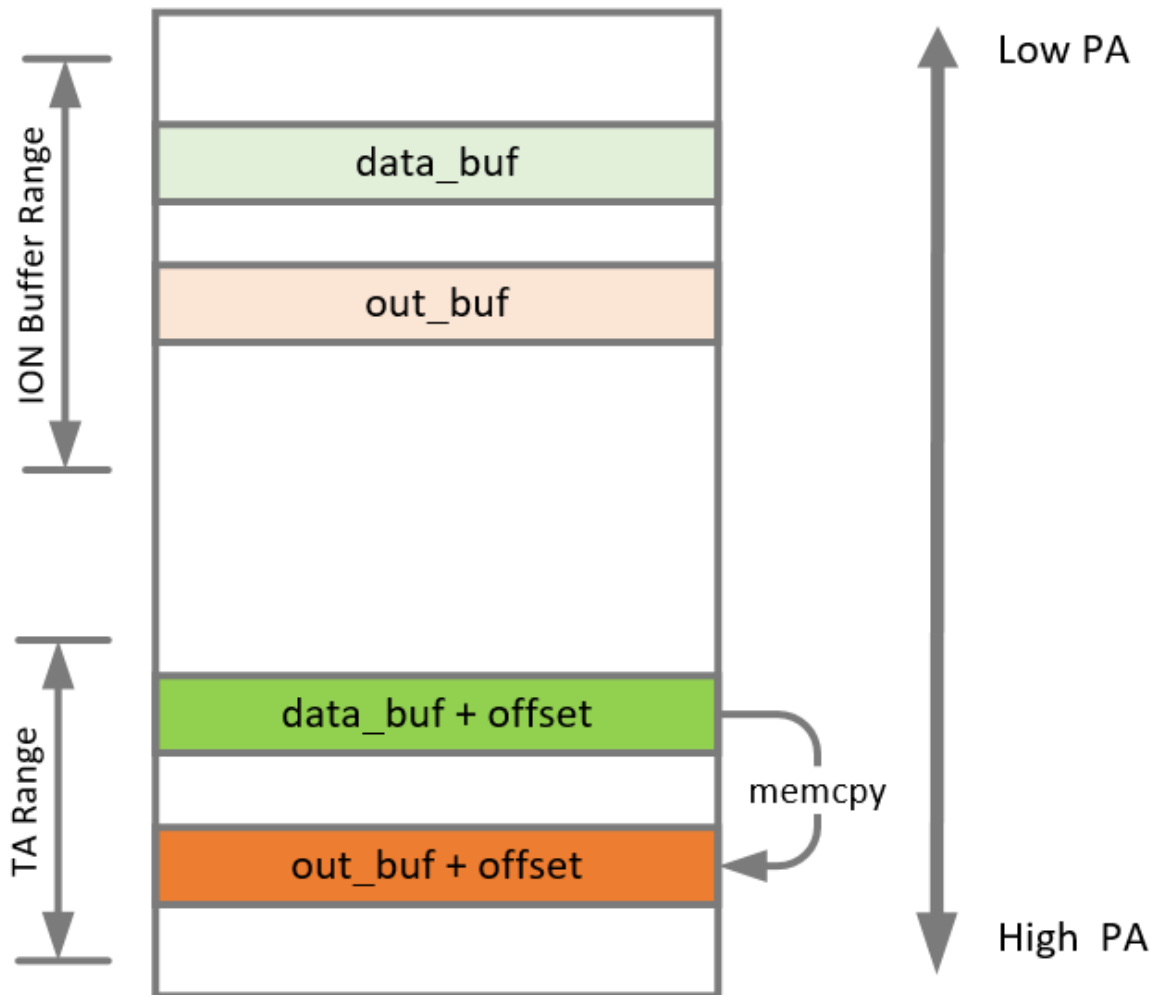 Low PA
ION Buffer Range
data_buf
out_buf
TA Range
data_buf + offset
memcpy
out_buf + offset
High PA